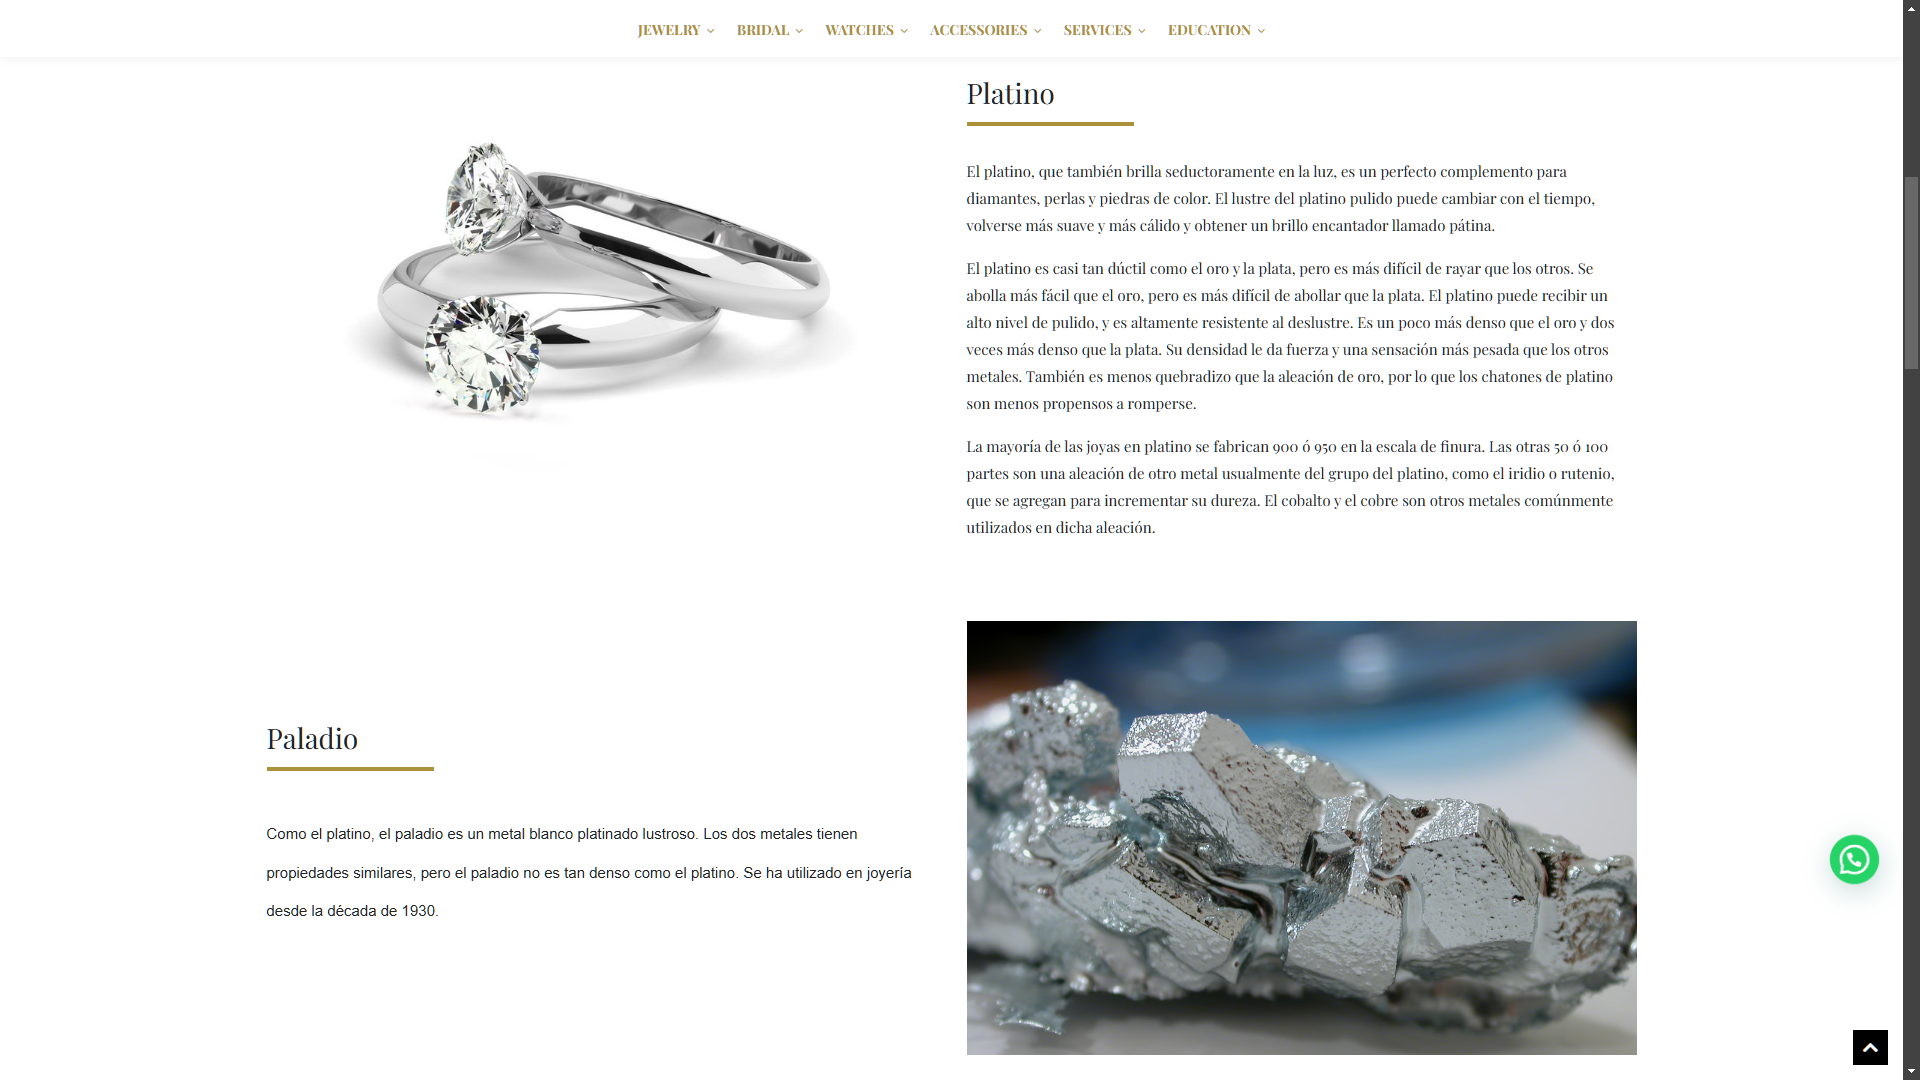 JEWELRY BRIDAL WATCHES ACCESSORIES SERVICES EDUCATION
Platino
El platino, que también brilla seductoramente en la luz, es un perfecto complemento para
diamantes, perlas y piedras de color. El lustre del platino pulido puede cambiar con el tiempo,
volverse más suave y más cálido y obtener un brillo encantador llamado pátina.
El platino es casi tan dúctil como el oro y la plata, pero es más difícil de rayar que los otros. Se
abolla más fácil que el oro, pero es más difícil de abollar que la plata. El platino puede recibir un
alto nivel de pulido, y es altamente resistente al deslustre. Es un poco más denso que el oro y dos
veces más denso que la plata. Su densidad le da fuerza y una sensación más pesada que los otros
metales. También es menos quebradizo que la aleación de oro, por lo que los chatones de platino
son menos propensos a romperse.
La mayoría de las joyas en platino se fabrican 900 ó 950 en la escala de finura. Las otras 50 ó 100
partes son una aleación de otro metal usualmente del grupo del platino, como el iridio o rutenio,
que se agregan para incrementar su dureza. El cobalto y el cobre son otros metales comúnmente
utilizados en dicha aleación.
Paladio
Como el platino, el paladio es un metal blanco platinado lustroso. Los dos metales tienen
propiedades similares, pero el paladio no es tan denso como el platino. Se ha utilizado en joyería
desde la década de 1930.